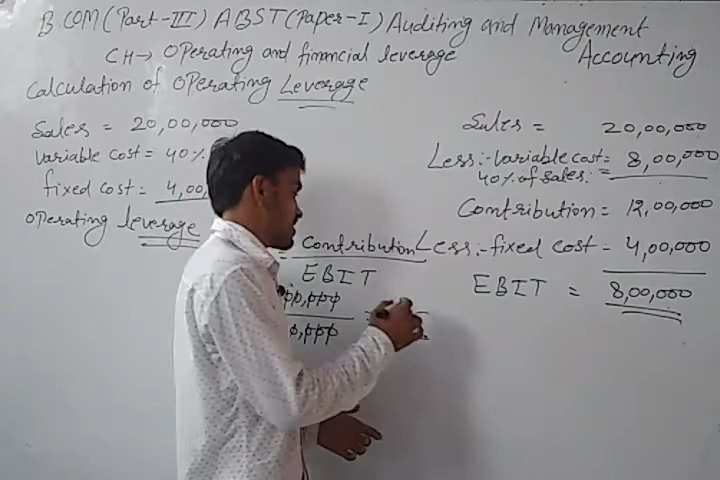 B COM (Part-III) ABST (Paper-I) Auditing and Management Accounting
CH→ Operating and financial leverage
Calculation of Operating Leverage
Sales = 20,00,000
variable cost = 40%
fixed cost = 4,00,
Operating leverage
= Contribution
EBIT
Sales = 20,00,000
Less:- variable cost = 8,00,000
40% of sales. =
Contribution = 12,00,000
Less:- fixed cost = 4,00,000
EBIT = 8,00,000